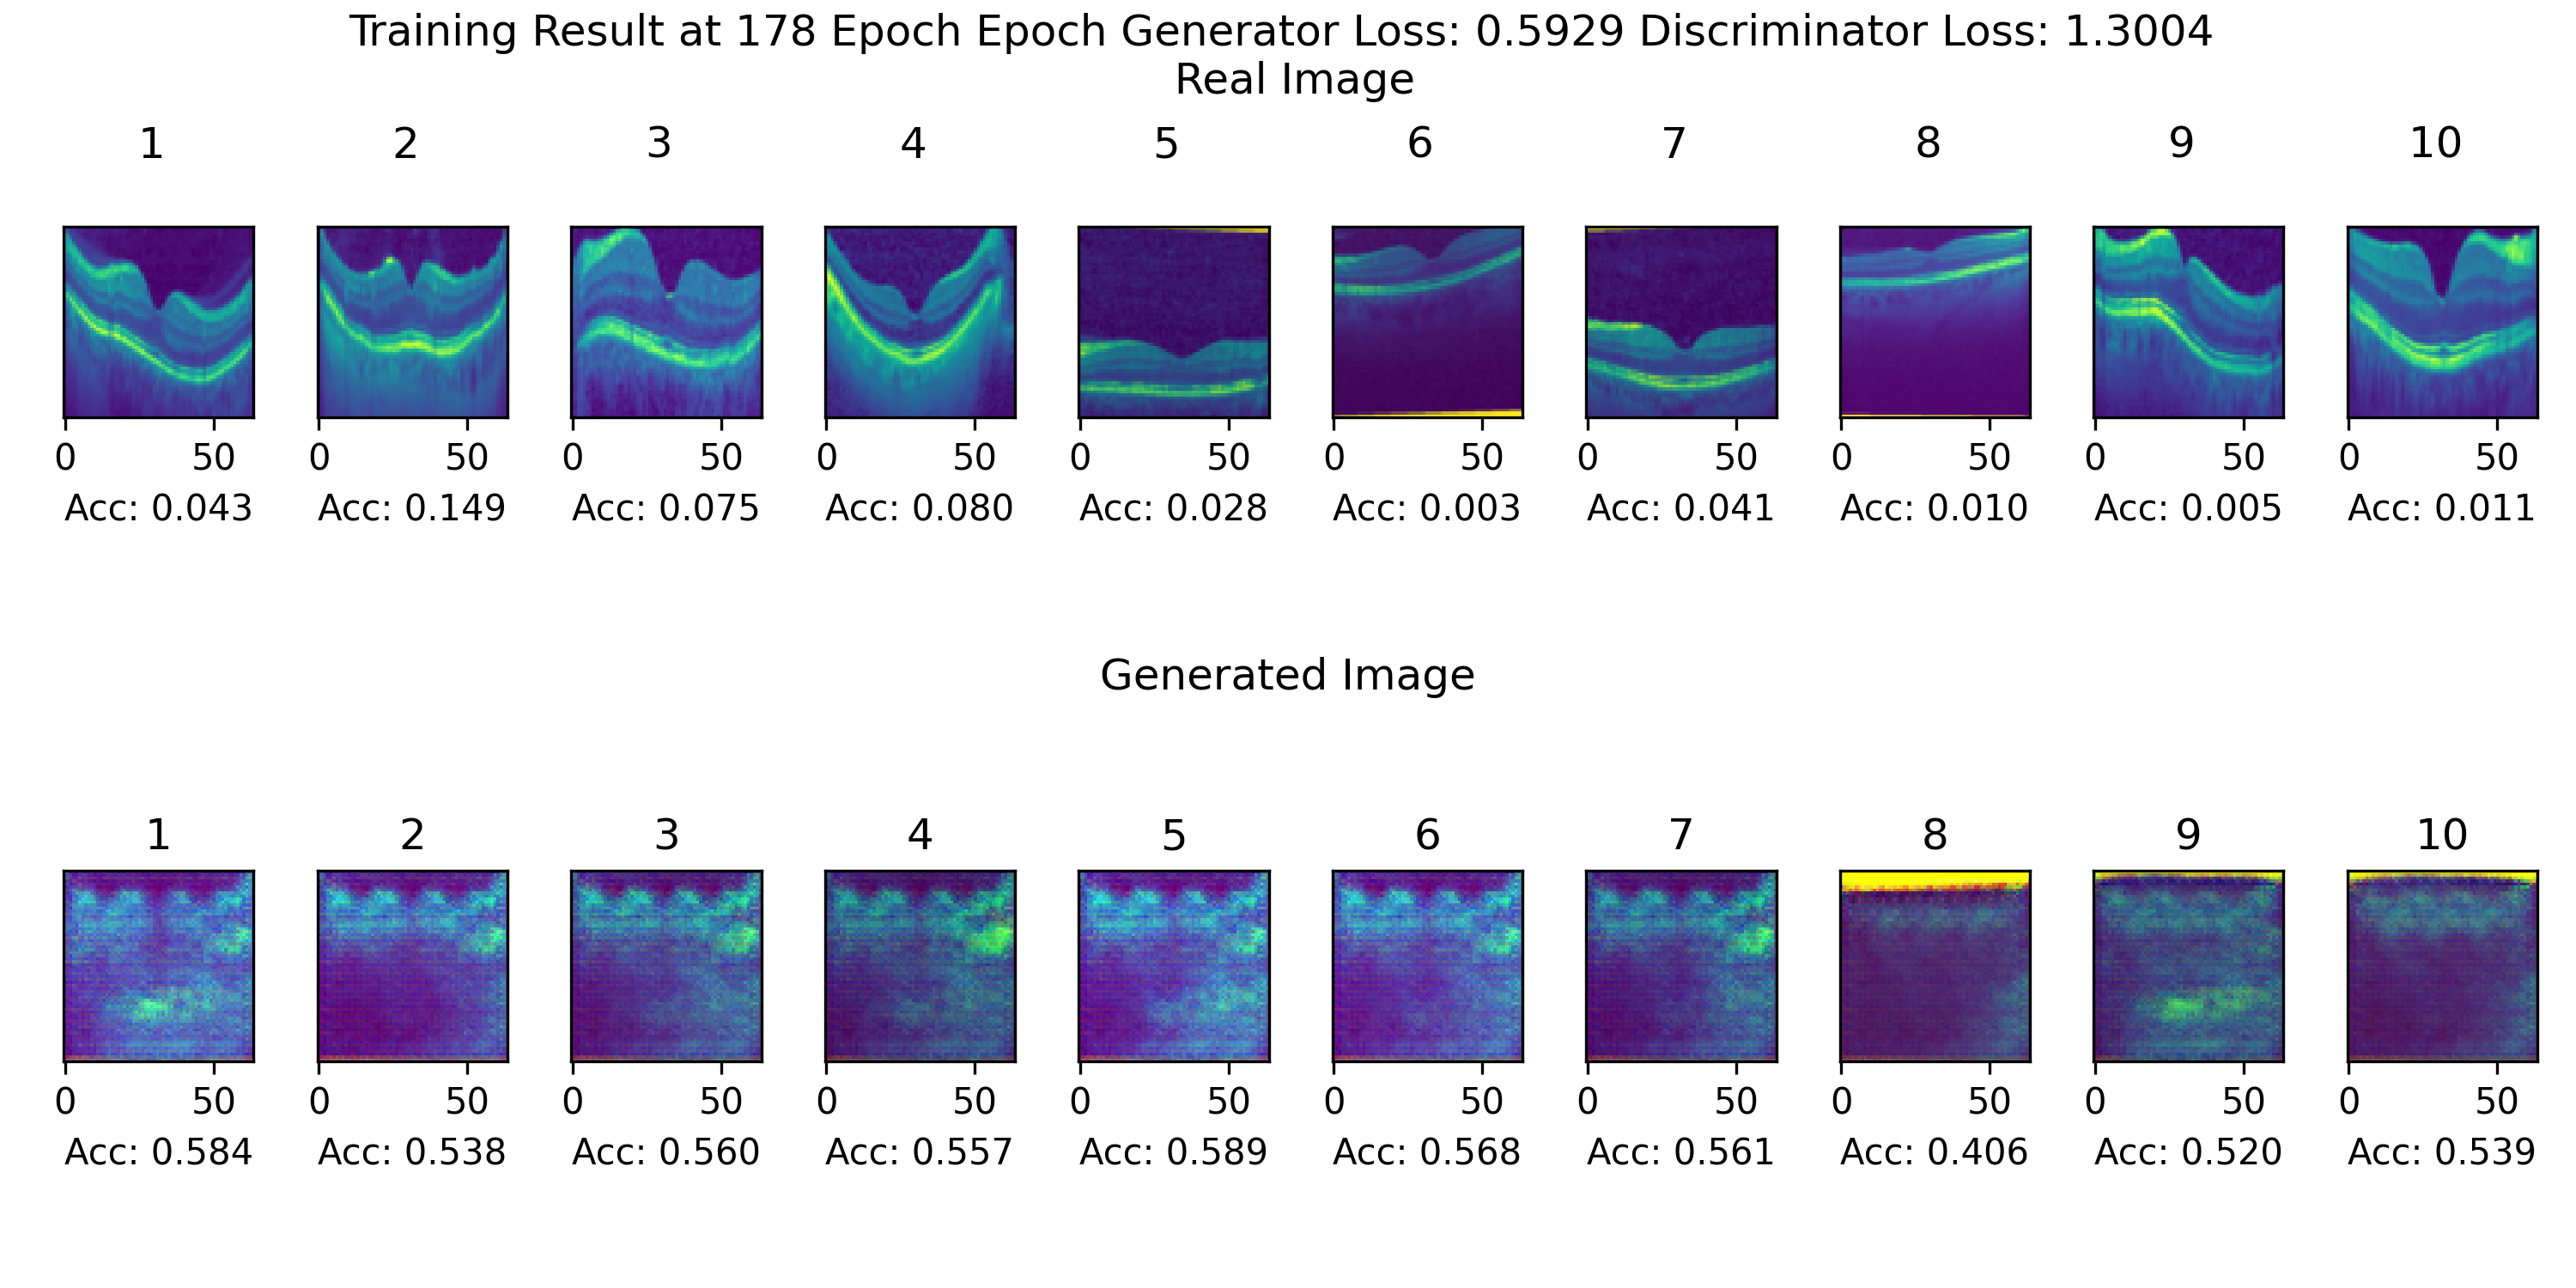 Training Result at 178 Epoch Epoch Generator Loss: 0.5929 Discriminator Loss: 1.3004
Real Image
1 2 3 4 5 6 7 8 9 10
0 50 0 50 0 50 0 50 0 50 0 50 0 50 0 50 0 50 0 50
Acc: 0.043 Acc: 0.149 Acc: 0.075 Acc: 0.080 Acc: 0.028 Acc: 0.003 Acc: 0.041 Acc: 0.010 Acc: 0.005 Acc: 0.011
Generated Image
1 2 3 4 5 6 7 8 9 10
0 50 0 50 0 50 0 50 0 50 0 50 0 50 0 50 0 50 0 50
Acc: 0.584 Acc: 0.538 Acc: 0.560 Acc: 0.557 Acc: 0.589 Acc: 0.568 Acc: 0.561 Acc: 0.406 Acc: 0.520 Acc: 0.539